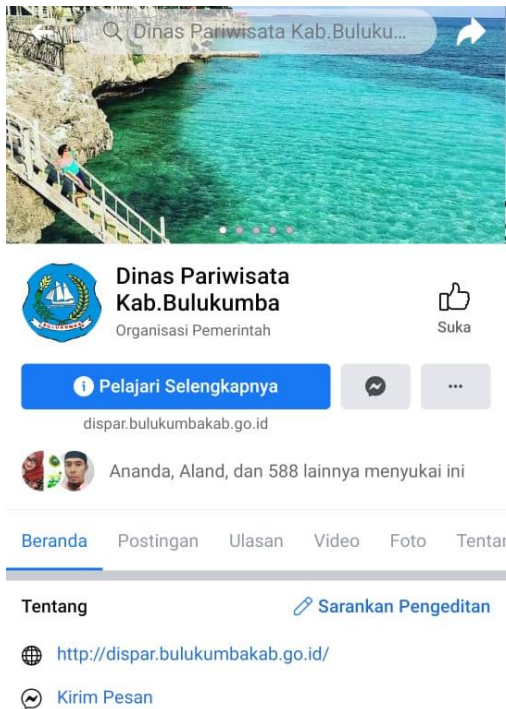 Dinas Pariwisata Kab.Buluku...
Dinas Pariwisata
Kab.Bulukumba
Organisasi Pemerintah
Suka
Pelajari Selengkapnya
dispar.bulukumbakab.go.id
Ananda, Aland, dan 588 lainnya menyukai ini
Beranda Postingan Ulasan Video Foto Tentan
Tentang
Sarankan Pengeditan
http://dispar.bulukumbakab.go.id/
Kirim Pesan